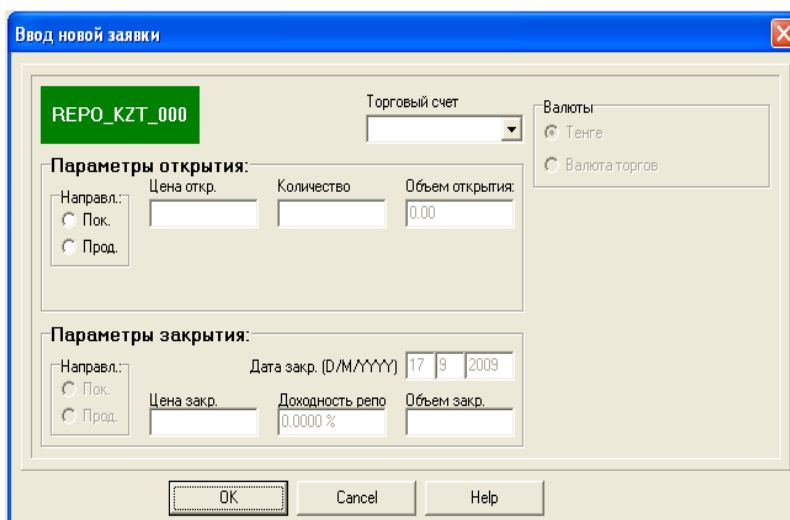 Ввод новой заявки
REPO_KZT_000
Торговый счет
Валюты
Тенге
Валюта торгов
Параметры открытия:
Направл.:
Пок.
Прод.
Цена откр.
Количество
Объем открытия:
0.00
Параметры закрытия:
Направл.:
Пок.
Прод.
Дата закр. (D/M/YYYY) 17 9 2009
Цена закр.
Доходность репо
0.0000 %
Объем закр.
OK Cancel Help